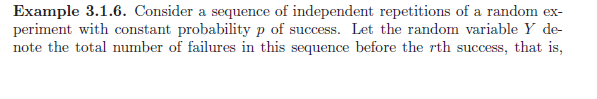 Example 3.1.6. Consider a sequence of independent repetitions of a random ex-
periment with constant probability p of success. Let the random variable Y de-
note the total number of failures in this sequence before the rth success, that is,